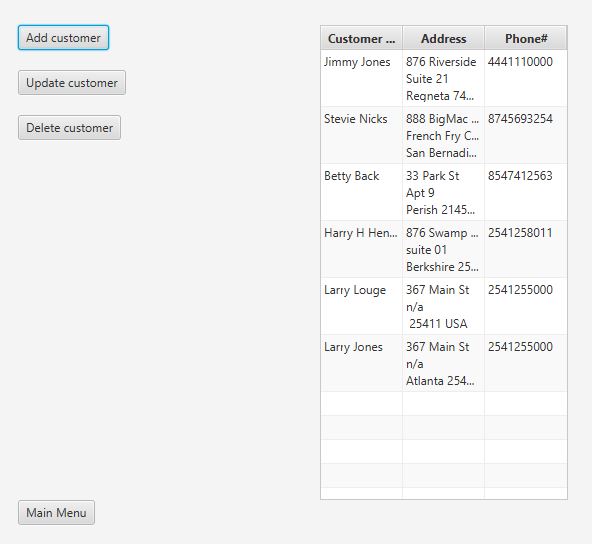 Add customer
Update customer
Delete customer
Customer ... Address Phone#
Jimmy Jones 876 Riverside 4441110000
Suite 21
Regneta 74...
Stevie Nicks 888 BigMac ... 8745693254
French Fry C...
San Bernadi...
Betty Back 33 Park St 8547412563
Apt 9
Perish 2145...
Harry H Hen... 876 Swamp ... 2541258011
suite 01
Berkshire 25...
Larry Louge 367 Main St 2541255000
n/a
25411 USA
Larry Jones 367 Main St 2541255000
n/a
Atlanta 254...
Main Menu